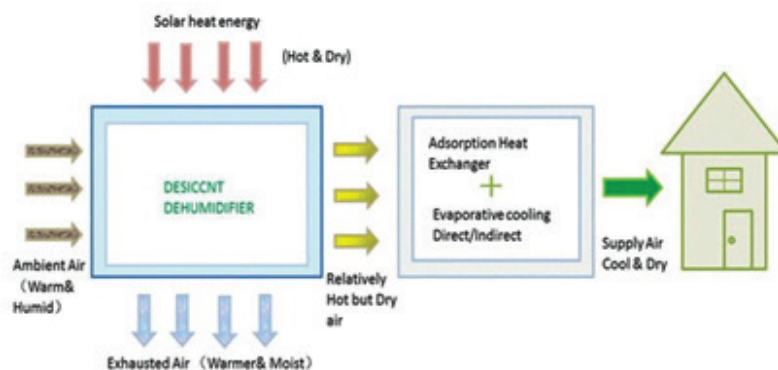 Solar heat energy
(Hot & Dry)
DESICCNT
DEHUMIDIFIER
Adsorption Heat
Exchanger
+
Evaporative cooling
Direct/Indirect
Ambient Air
（Warm&
Humid）
Relatively
Hot but Dry
air
Supply Air
Cool & Dry
Exhausted Air （Warmer& Moist）